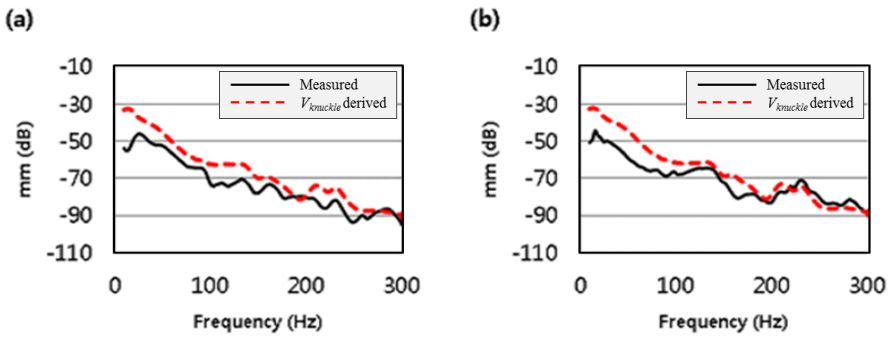 (a)
-10
-30
-50
-70
-90
-110
mm (dB)
Measured
Vknuckle derived
0 100 200 300
Frequency (Hz)
(b)
-10
-30
-50
-70
-90
-110
mm (dB)
Measured
Vknuckle derived
0 100 200 300
Frequency (Hz)